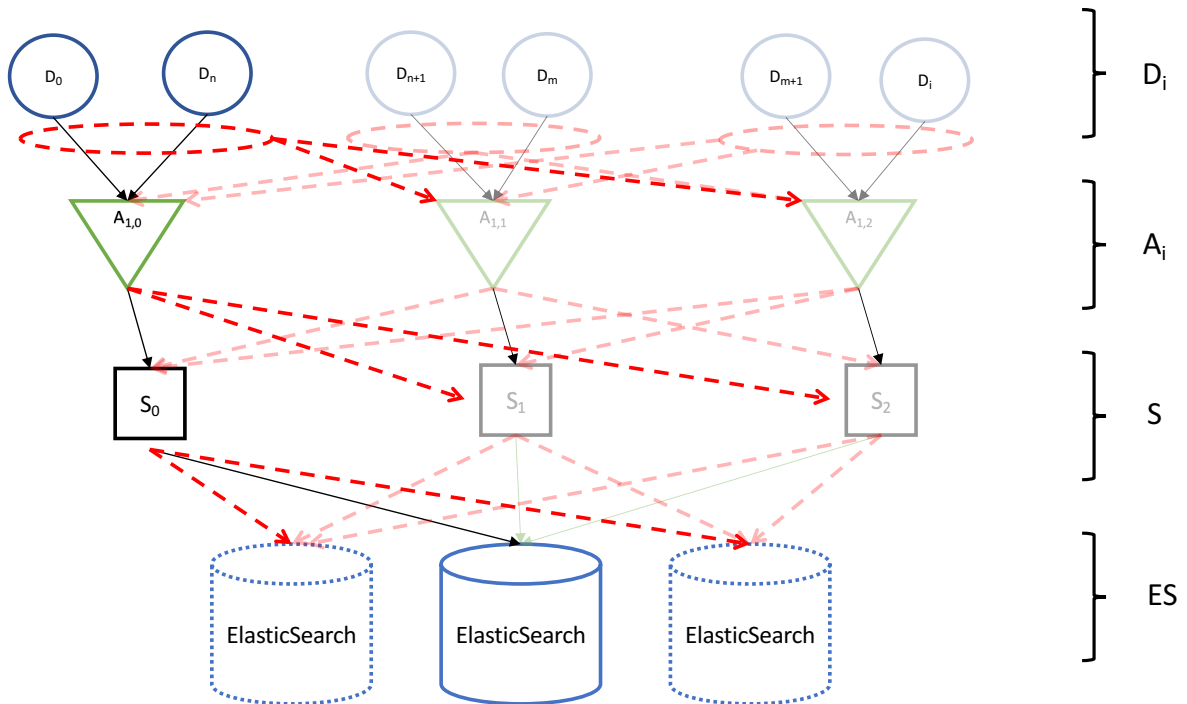 D0
Dn
Dn+1
Dm
Dm+1
Di
Di
A1,0
A1,1
A1,2
Ai
S0
S1
S2
S
ElasticSearch
ElasticSearch
ElasticSearch
ES